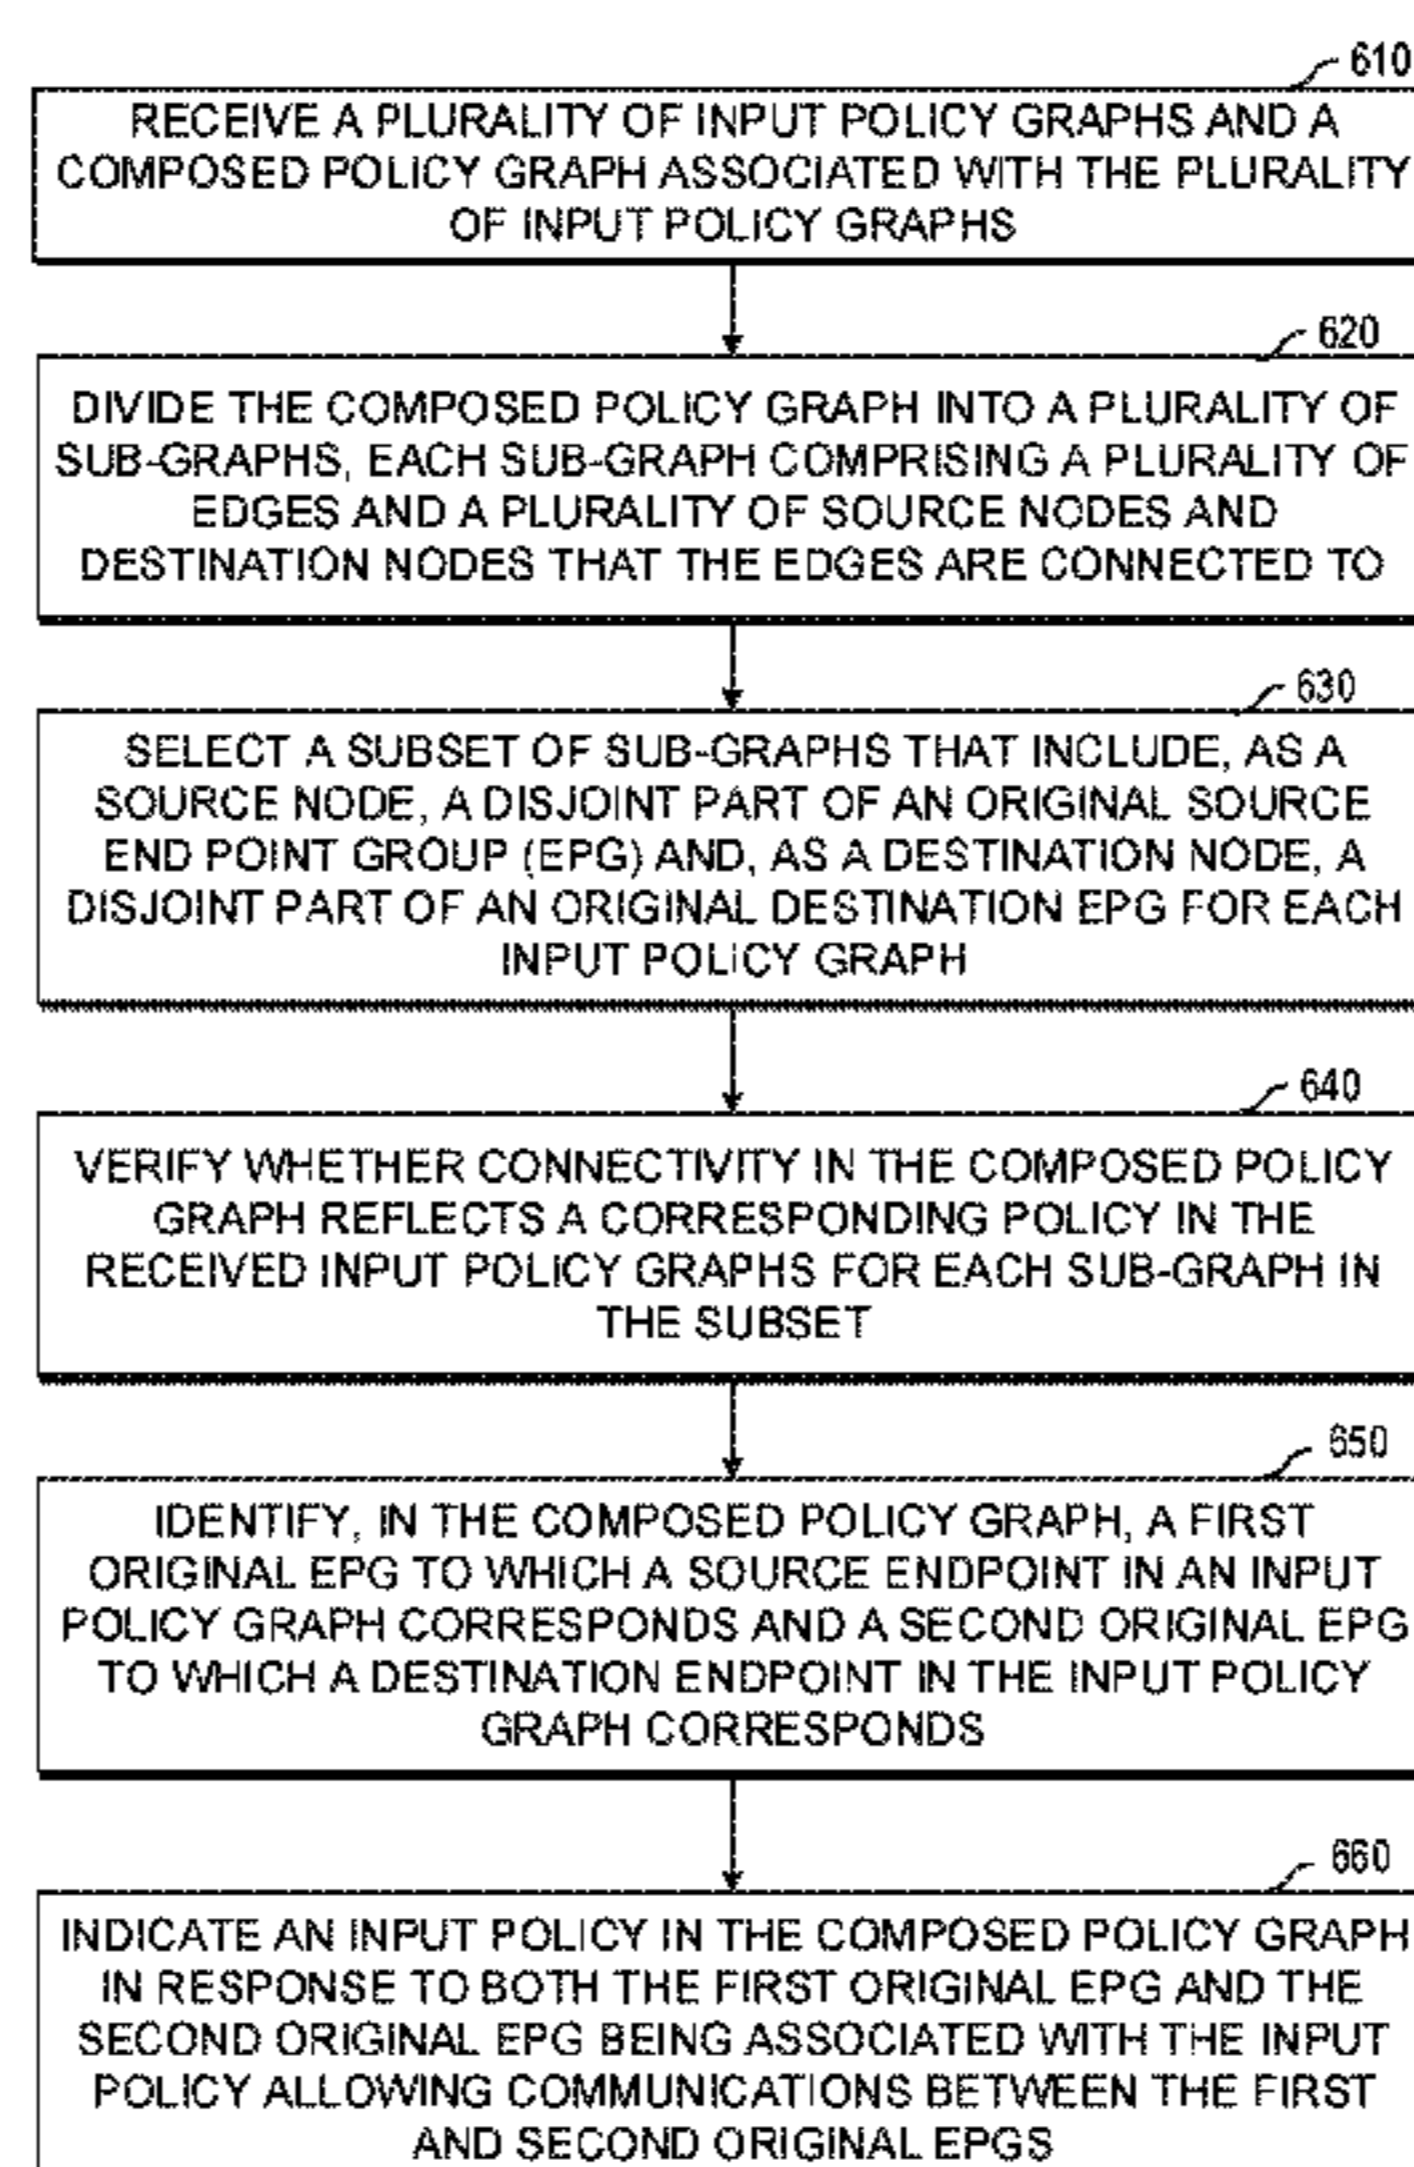 610
RECEIVE A PLURALITY OF INPUT POLICY GRAPHS AND A
COMPOSED POLICY GRAPH ASSOCIATED WITH THE PLURALITY
OF INPUT POLICY GRAPHS
620
DIVIDE THE COMPOSED POLICY GRAPH INTO A PLURALITY OF
SUB-GRAPHS, EACH SUB-GRAPH COMPRISING A PLURALITY OF
EDGES AND A PLURALITY OF SOURCE NODES AND
DESTINATION NODES THAT THE EDGES ARE CONNECTED TO
630
SELECT A SUBSET OF SUB-GRAPHS THAT INCLUDE, AS A
SOURCE NODE, A DISJOINT PART OF AN ORIGINAL SOURCE
END POINT GROUP (EPG) AND, AS A DESTINATION NODE, A
DISJOINT PART OF AN ORIGINAL DESTINATION EPG FOR EACH
INPUT POLICY GRAPH
640
VERIFY WHETHER CONNECTIVITY IN THE COMPOSED POLICY
GRAPH REFLECTS A CORRESPONDING POLICY IN THE
RECEIVED INPUT POLICY GRAPHS FOR EACH SUB-GRAPH IN
THE SUBSET
650
IDENTIFY, IN THE COMPOSED POLICY GRAPH, A FIRST
ORIGINAL EPG TO WHICH A SOURCE ENDPOINT IN AN INPUT
POLICY GRAPH CORRESPONDS AND A SECOND ORIGINAL EPG
TO WHICH A DESTINATION ENDPOINT IN THE INPUT POLICY
GRAPH CORRESPONDS
660
INDICATE AN INPUT POLICY IN THE COMPOSED POLICY GRAPH
IN RESPONSE TO BOTH THE FIRST ORIGINAL EPG AND THE
SECOND ORIGINAL EPG BEING ASSOCIATED WITH THE INPUT
POLICY ALLOWING COMMUNICATIONS BETWEEN THE FIRST
AND SECOND ORIGINAL EPGS